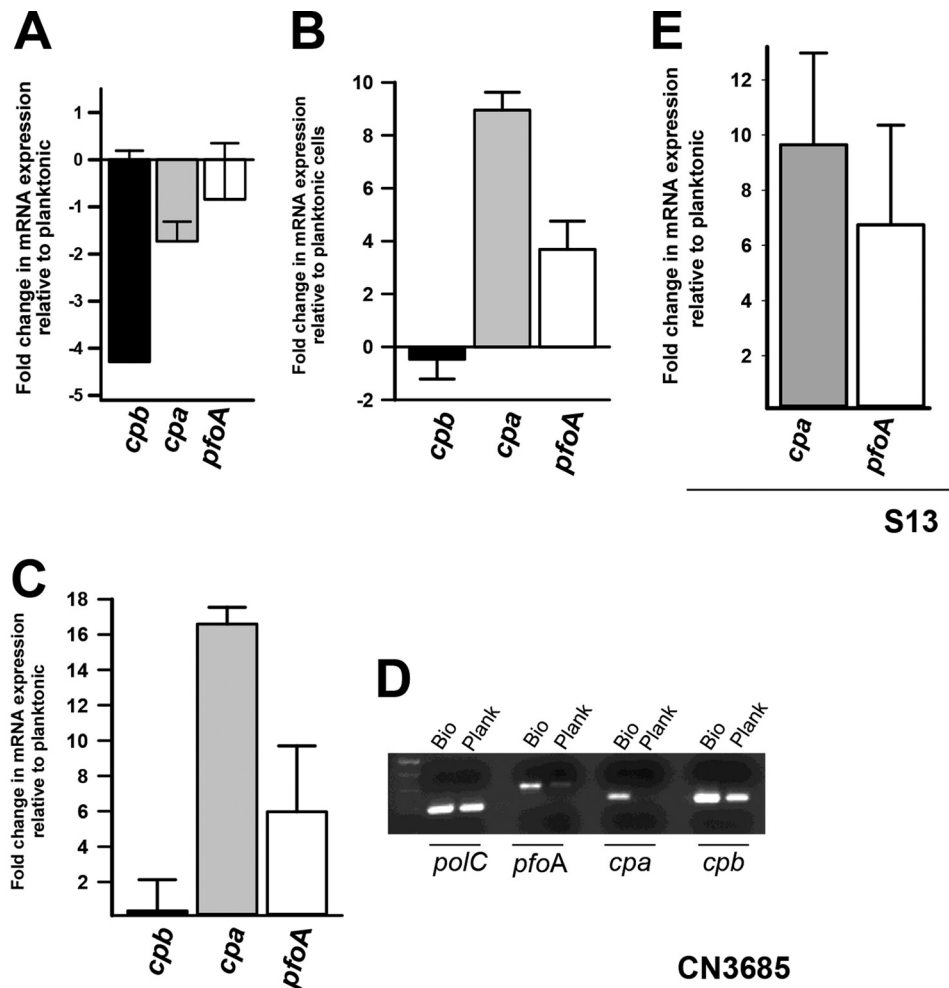 A
Fold change in mRNA expression
relative to planktonic
1
0
-1
-2
-3
-4
-5
cpb
cpa
pfoA
B
Fold change in mRNA expression
relative to planktonic cells
10
8
6
4
2
0
-2
cpb
cpa
pfoA
E
Fold change in mRNA expression
relative to planktonic
12
10
8
6
4
2
cpa
pfoA
S13
C
Fold change in mRNA expression
relative to planktonic
18
16
14
12
10
8
6
4
2
cpb
cpa
pfoA
D
Bio Plank Bio Plank Bio Plank Bio Plank
polC pfoA cpa cpb
CN3685